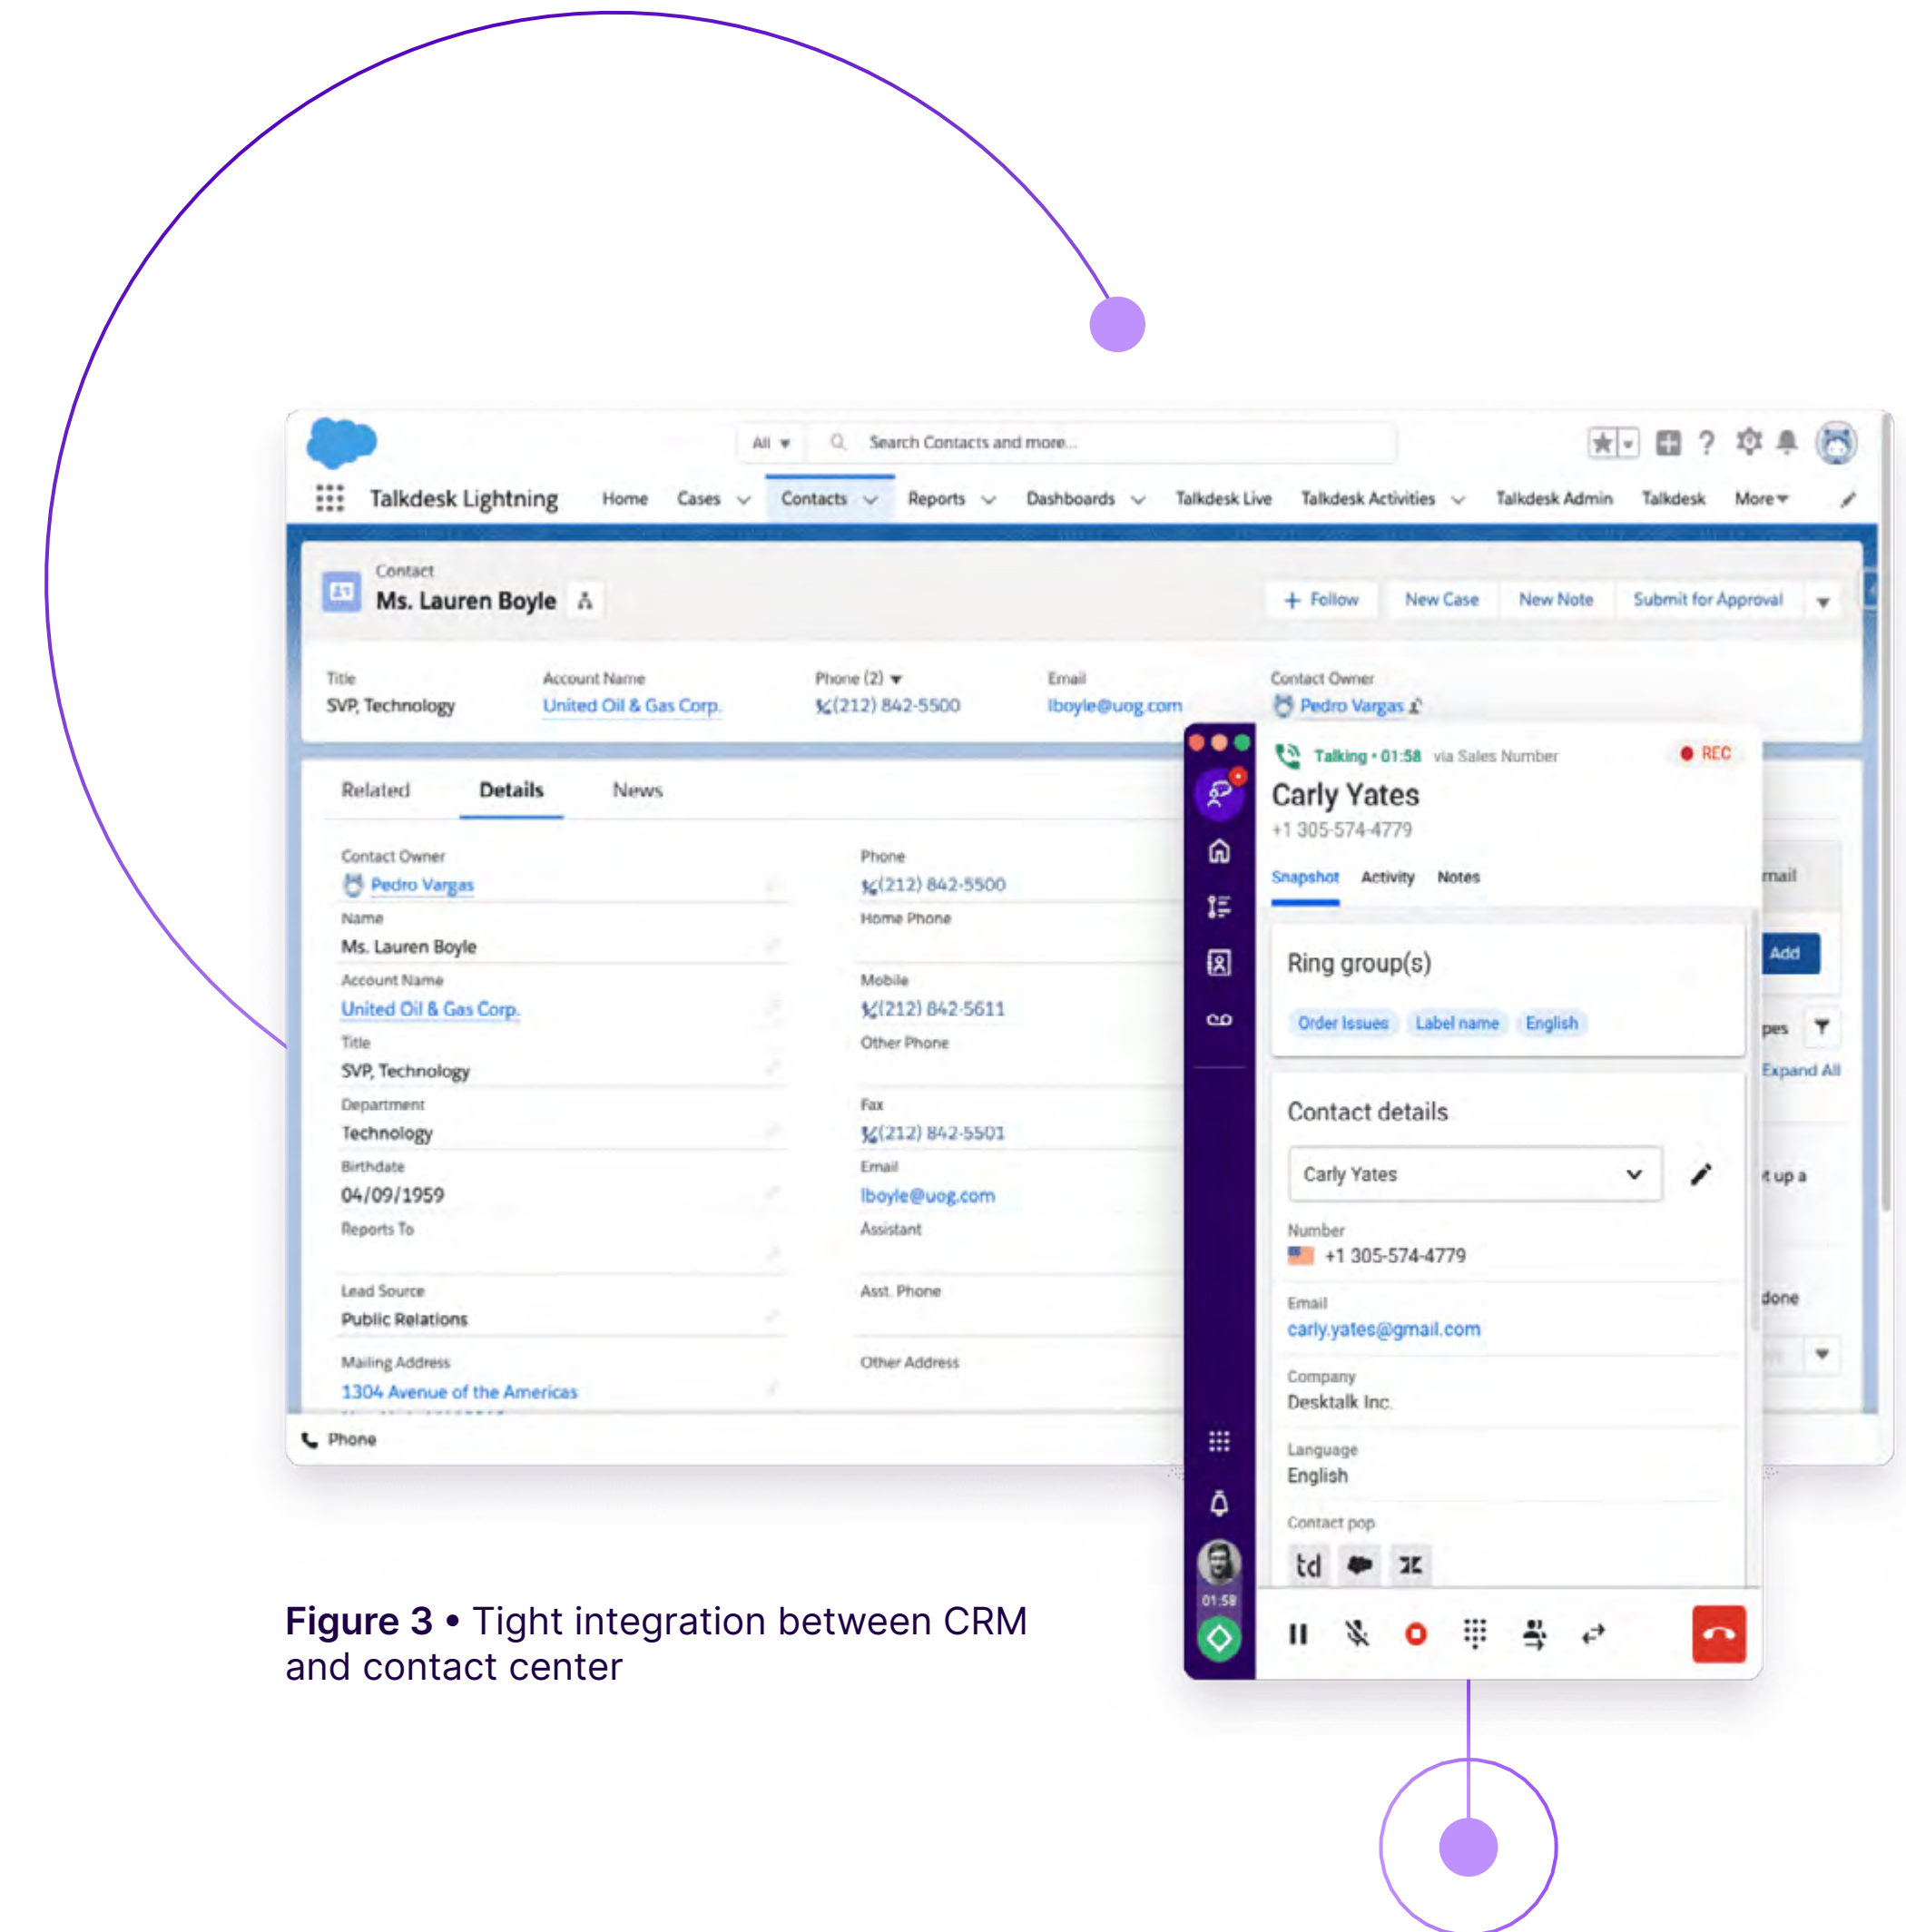 All
Search Contacts and more...
Talkdesk Lightning Home Cases Contacts Reports Dashboards Talkdesk Live Talkdesk Activities Talkdesk Admin Talkdesk More
Contact
Ms. Lauren Boyle
+ Follow New Case New Note Submit for Approval
Title Account Name Phone (2) Email Contact Owner
SVP, Technology United Oil & Gas Corp. (212) 842-5500 lboyle@uog.com Pedro Vargas
Related Details News
Contact Owner
Pedro Vargas
Name
Ms. Lauren Boyle
Account Name
United Oil & Gas Corp.
Title
SVP, Technology
Department
Technology
Birthdate
04/09/1959
Reports To
Lead Source
Public Relations
Mailing Address
1304 Avenue of the Americas
Phone
(212) 842-5500
Home Phone
Mobile
(212) 842-5611
Other Phone
Fax
(212) 842-5501
Email
lboyle@uog.com
Assistant
Asst. Phone
Other Address
Phone
Talking • 01:58 via Sales Number REC
Carly Yates
+1 305-574-4779
Snapshot Activity Notes
Ring group(s)
Order Issues Label name English
Contact details
Carly Yates
Number
+1 305-574-4779
Email
carly.yates@gmail.com
Company
Desktalk Inc.
Language
English
Contact pop
td
01:58
mail
Add
pes
Expand All
t up a
done
Figure 3 • Tight integration between CRM
and contact center